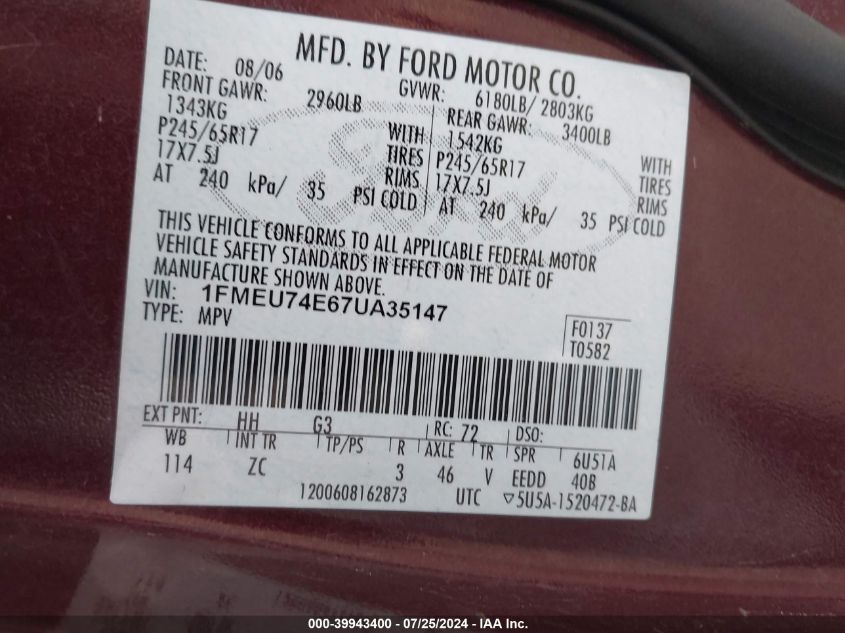 MFD. BY FORD MOTOR CO.
DATE: 08/06 GVWR: 6180LB/ 2803KG
FRONT GAWR: 2960LB REAR GAWR: 3400LB
1343KG WITH 1542KG WITH
P245/65R17 TIRES P245/65R17 TIRES
17X7.5J RIMS 17X7.5J RIMS
AT 240 kPa/ 35 PSI COLD AT 240 kPa/ 35 PSI COLD
THIS VEHICLE CONFORMS TO ALL APPLICABLE FEDERAL MOTOR
VEHICLE SAFETY STANDARDS IN EFFECT ON THE DATE OF
MANUFACTURE SHOWN ABOVE.
VIN: 1FMEU74E67UA35147
TYPE: MPV
F0137
T0582
EXT PNT: HH G3 RC: 72 DSO:
WB INT TR TP/PS R AXLE TR SPR 6U51A
114 ZC 3 46 V EEDD 40B
1200608162873 UTC ▽5U5A-1520472-BA
000-39943400 - 07/25/2024 - IAA Inc.